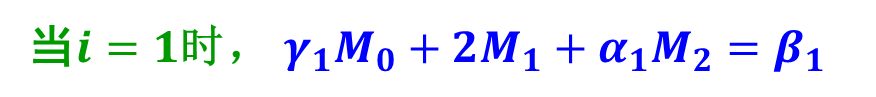 当i = 1时， γ₁M₀ + 2M₁ + α₁M₂ = β₁